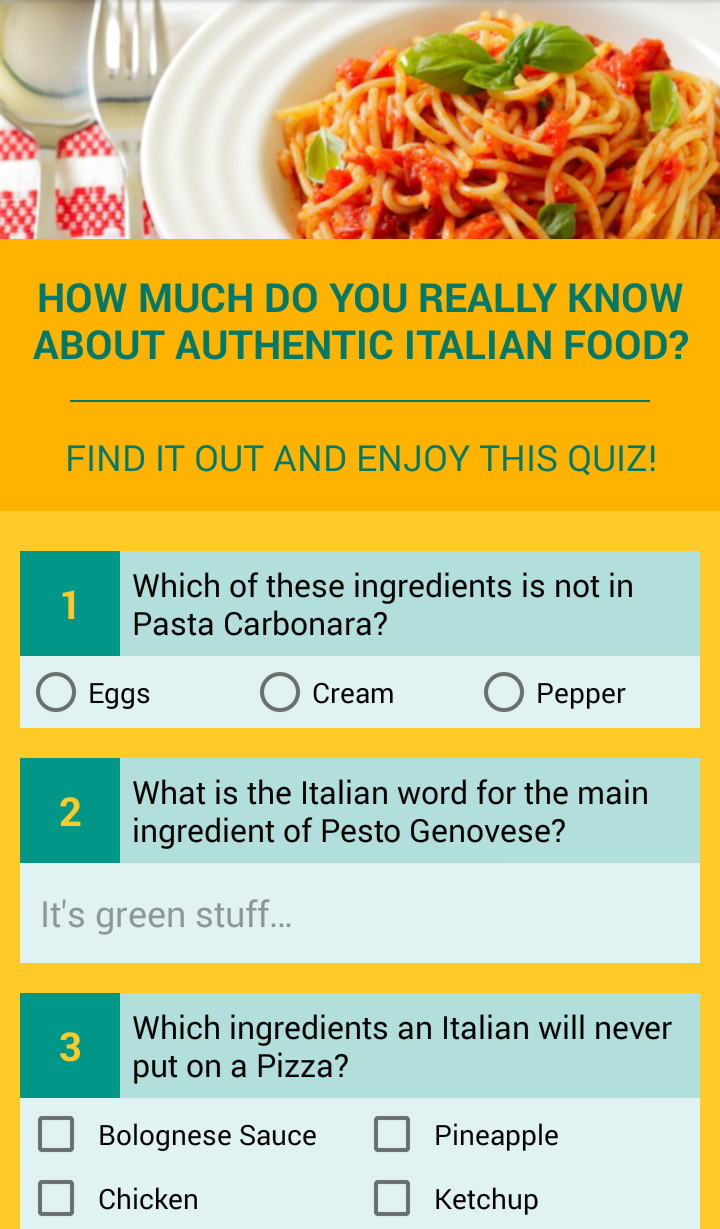 HOW MUCH DO YOU REALLY KNOW
ABOUT AUTHENTIC ITALIAN FOOD?
FIND IT OUT AND ENJOY THIS QUIZ!
1
Which of these ingredients is not in
Pasta Carbonara?
Eggs Cream Pepper
2
What is the Italian word for the main
ingredient of Pesto Genovese?
It's green stuff...
3
Which ingredients an Italian will never
put on a Pizza?
Bolognese Sauce Pineapple
Chicken Ketchup